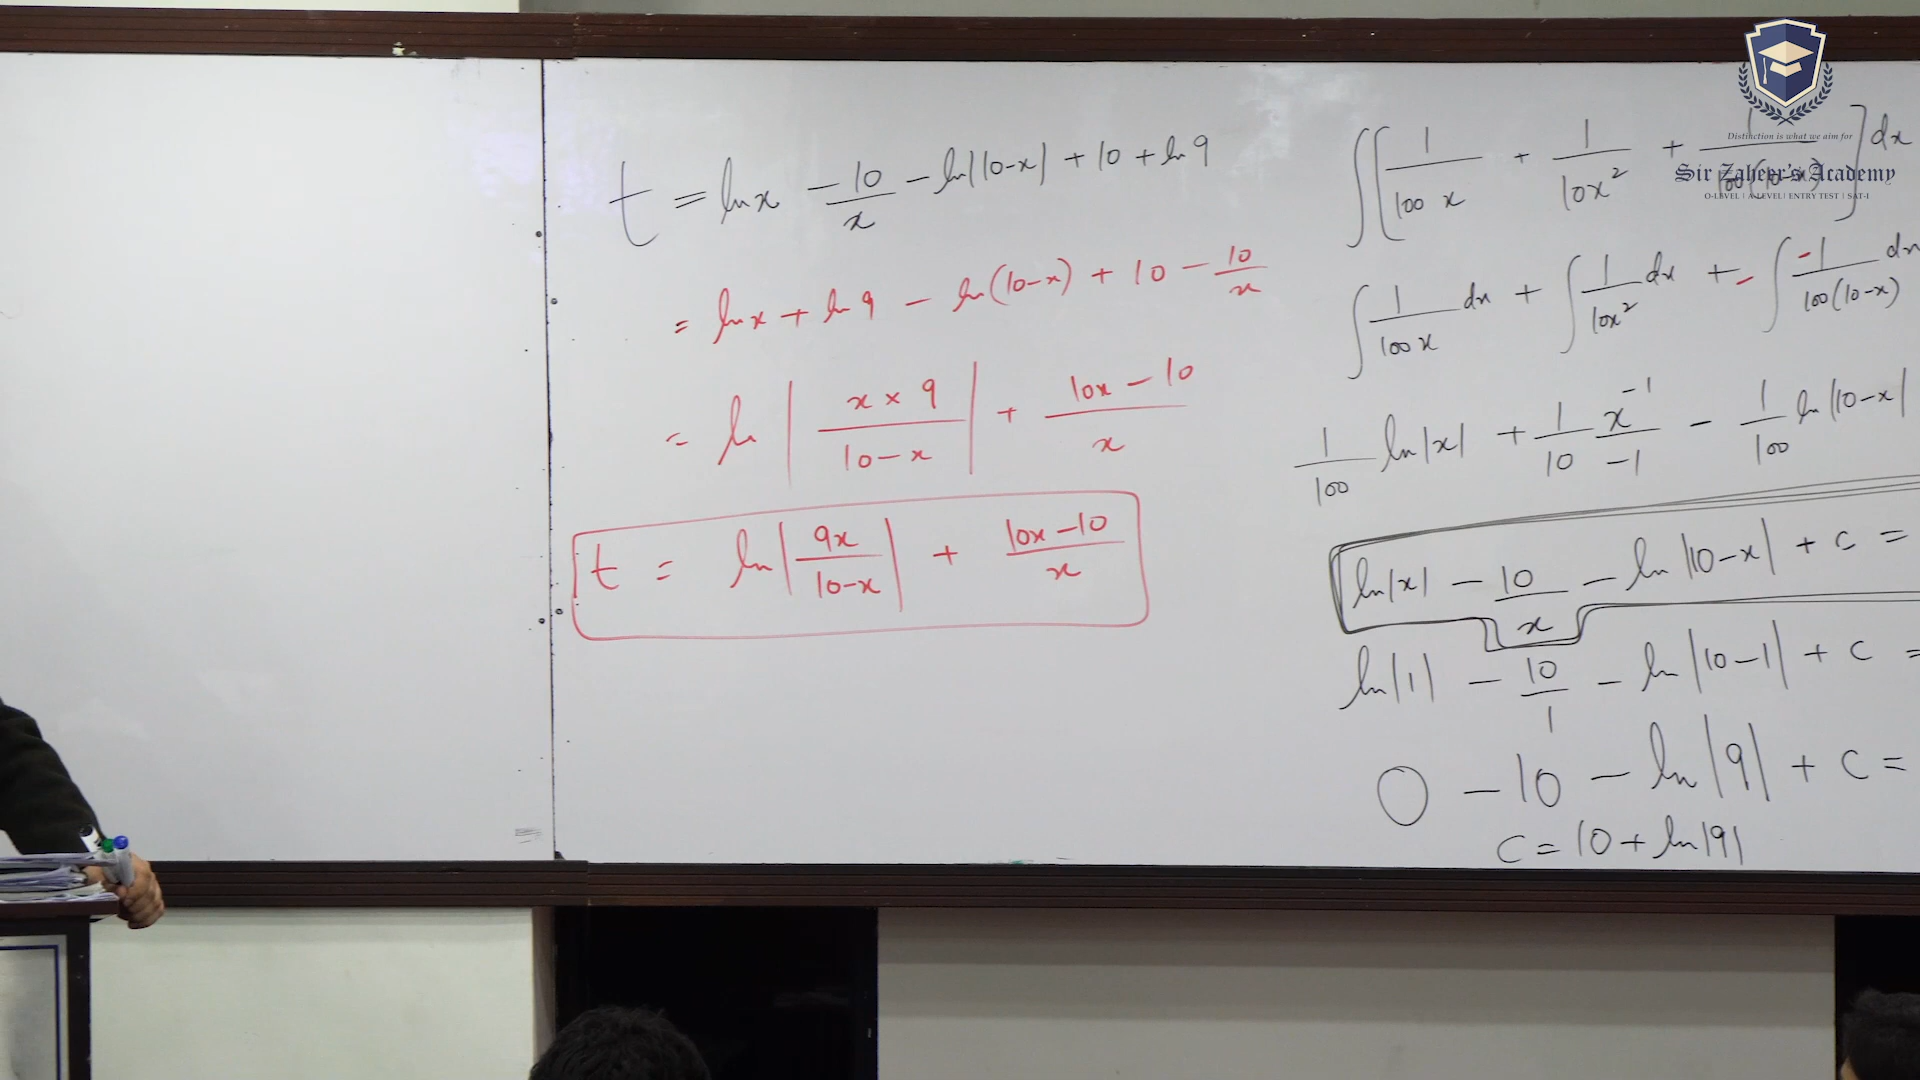 t = ln x - 10/x - ln|10-x| + 10 + ln 9
= ln x + ln 9 - ln(10-x) + 10 - 10/x
= ln | x × 9 / 10-x | + 10x - 10 / x
t = ln | 9x / 10-x | + 10x - 10 / x
∫[ 1/100x + 1/10x² + 1/100(10-x) ] dx
∫ 1/100x dx + ∫ 1/10x² dx + - ∫ -1/100(10-x) dx
1/100 ln|x| + 1/10 x⁻¹/-1 - 1/100 ln|10-x|
ln|x| - 10/x - ln|10-x| + c =
ln|1| - 10/1 - ln|10-1| + c =
0 - 10 - ln|9| + c =
c = 10 + ln|9|
Distinction is what we aim for
Sir Zaheer's Academy
O-LEVEL | A-LEVEL | ENTRY TEST | SAT-I